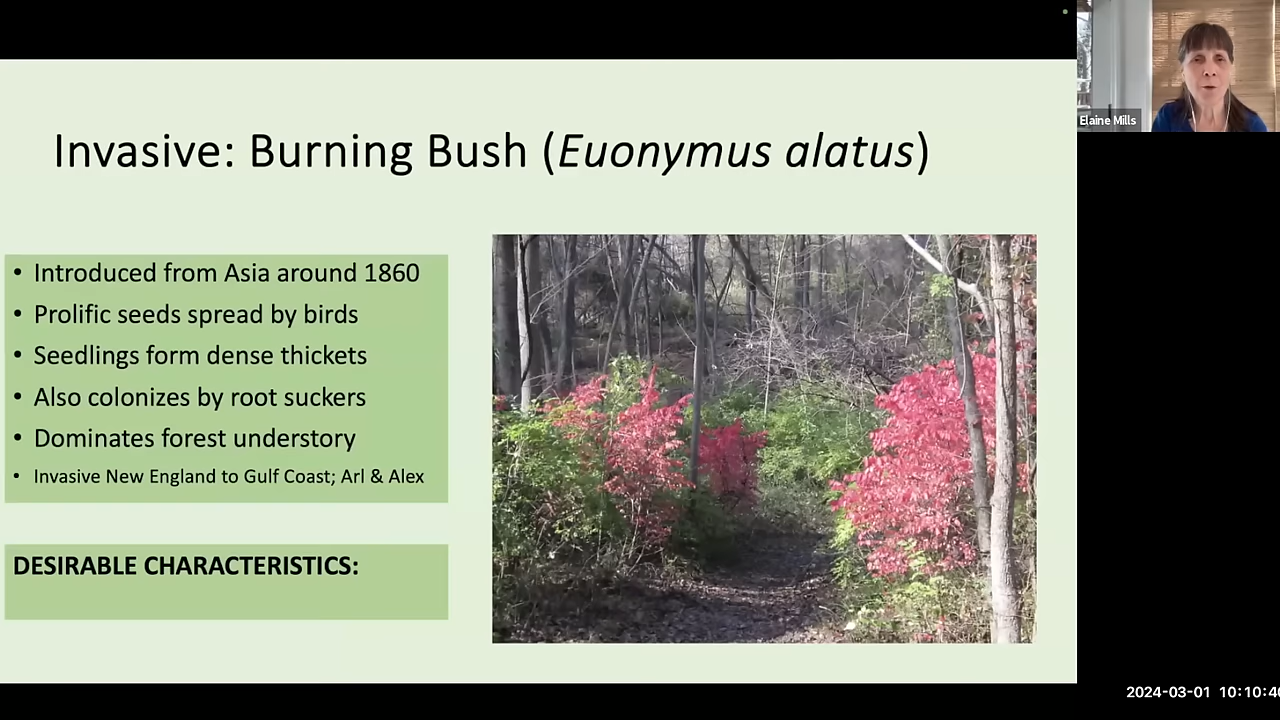 Invasive: Burning Bush (Euonymus alatus)
• Introduced from Asia around 1860
• Prolific seeds spread by birds
• Seedlings form dense thickets
• Also colonizes by root suckers
• Dominates forest understory
• Invasive New England to Gulf Coast; Arl & Alex
DESIRABLE CHARACTERISTICS:
Elaine Mills
2024-03-01 10:10:4